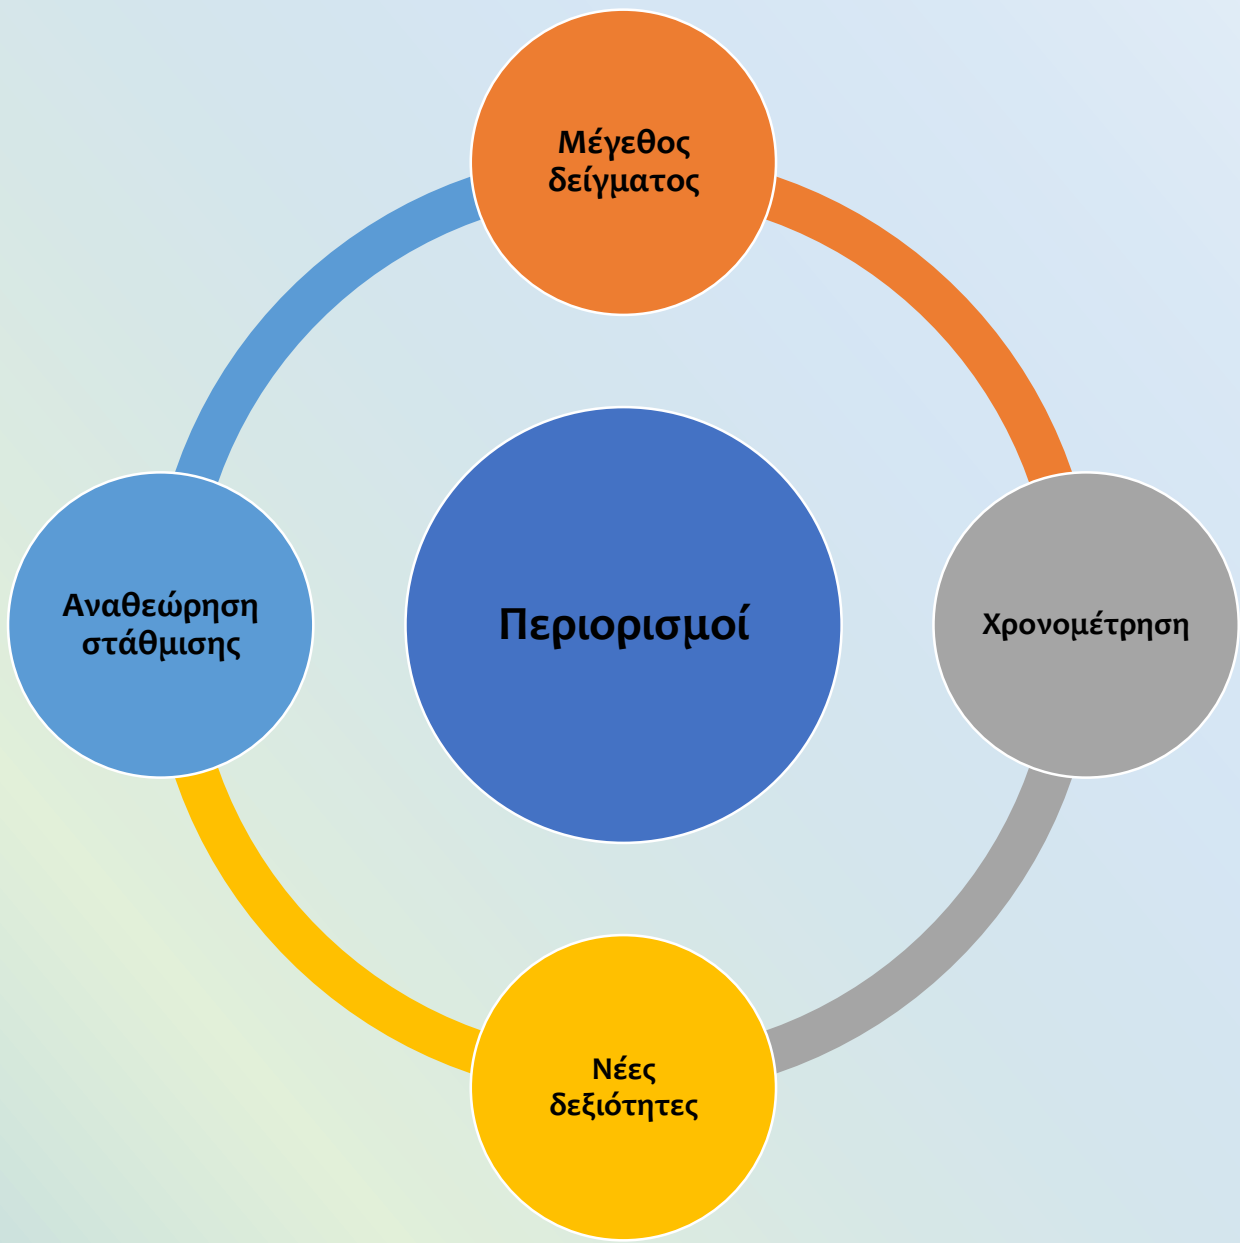 Μέγεθος
δείγματος
Αναθεώρηση
στάθμισης
Περιορισμοί
Χρονομέτρηση
Νέες
δεξιότητες